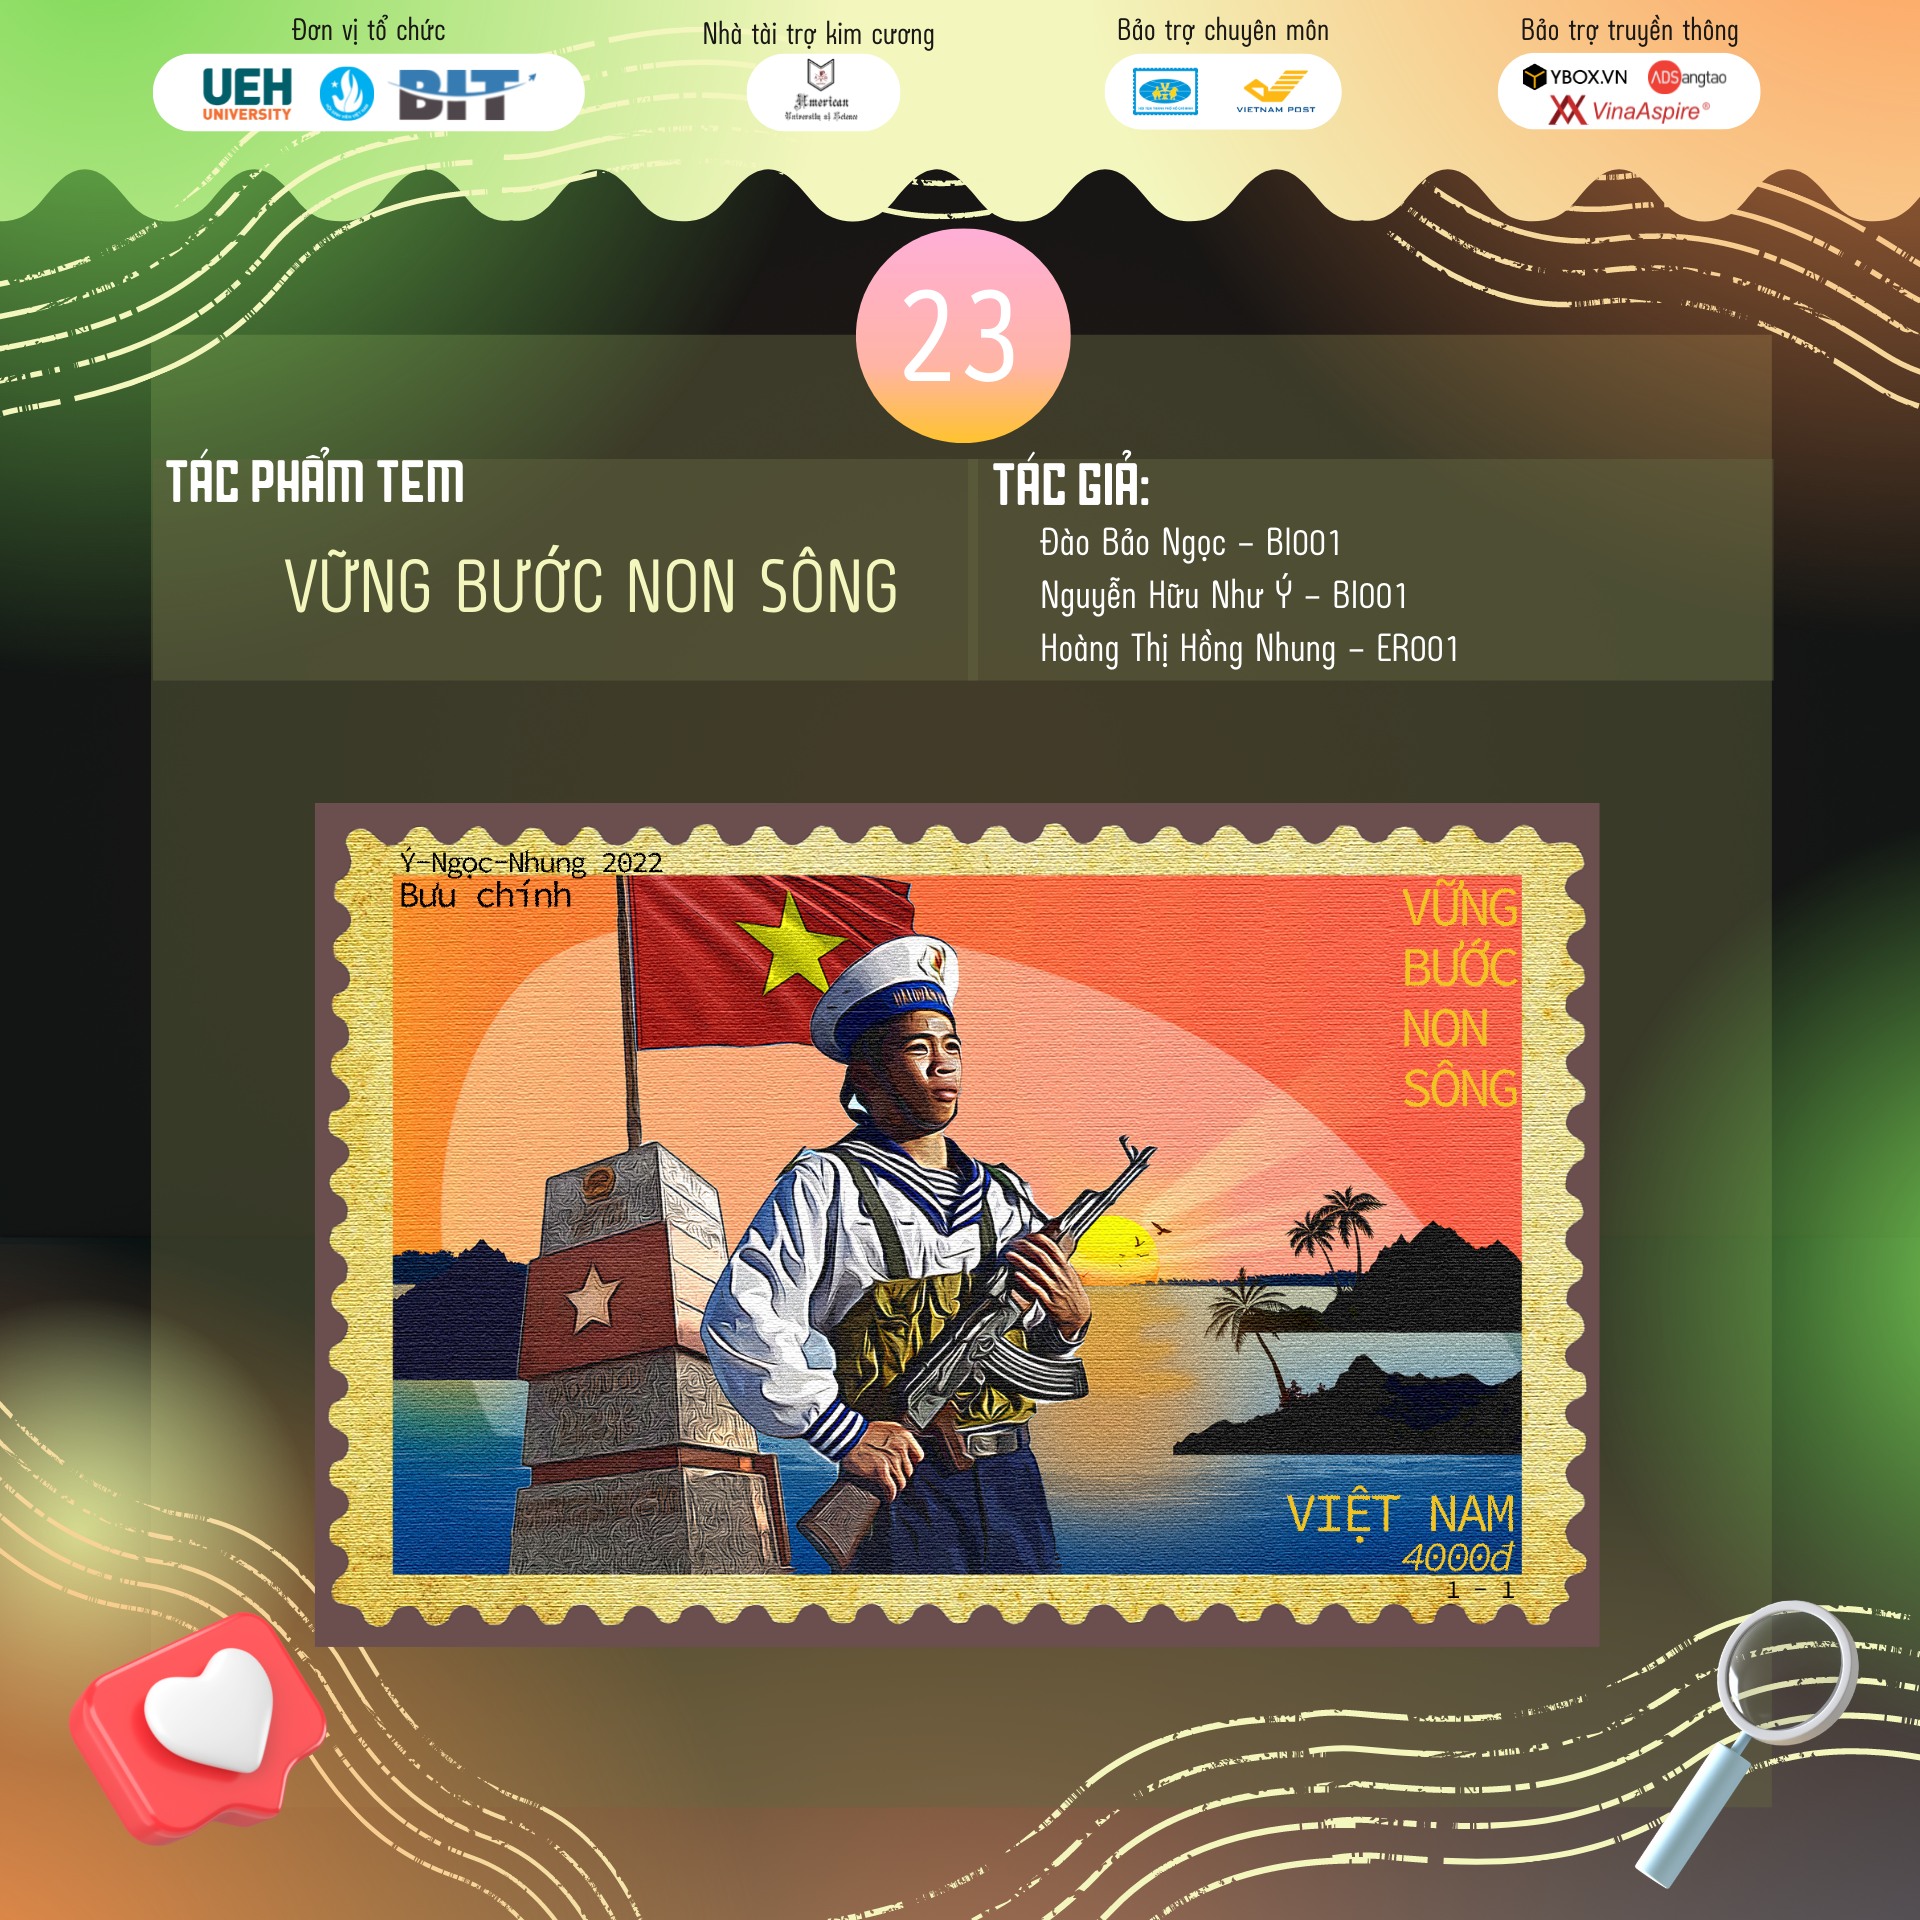 Đơn vị tổ chức
Nhà tài trợ kim cương
Bảo trợ chuyên môn
Bảo trợ truyền thông
UEH
UNIVERSITY
BIT
American
University of Science
VIETNAM POST
YBOX.VN
ADSangtao
VinaAspire®
23
TÁC PHẨM TEM
VỮNG BƯỚC NON SÔNG
TÁC GIẢ:
Đào Bảo Ngọc – BI001
Nguyễn Hữu Như Ý – BI001
Hoàng Thị Hồng Nhung – ER001
Ý-Ngọc-Nhung 2022
Bưu chính
VỮNG
BƯỚC
NON
SÔNG
VIỆT NAM
4000đ
1 - 1